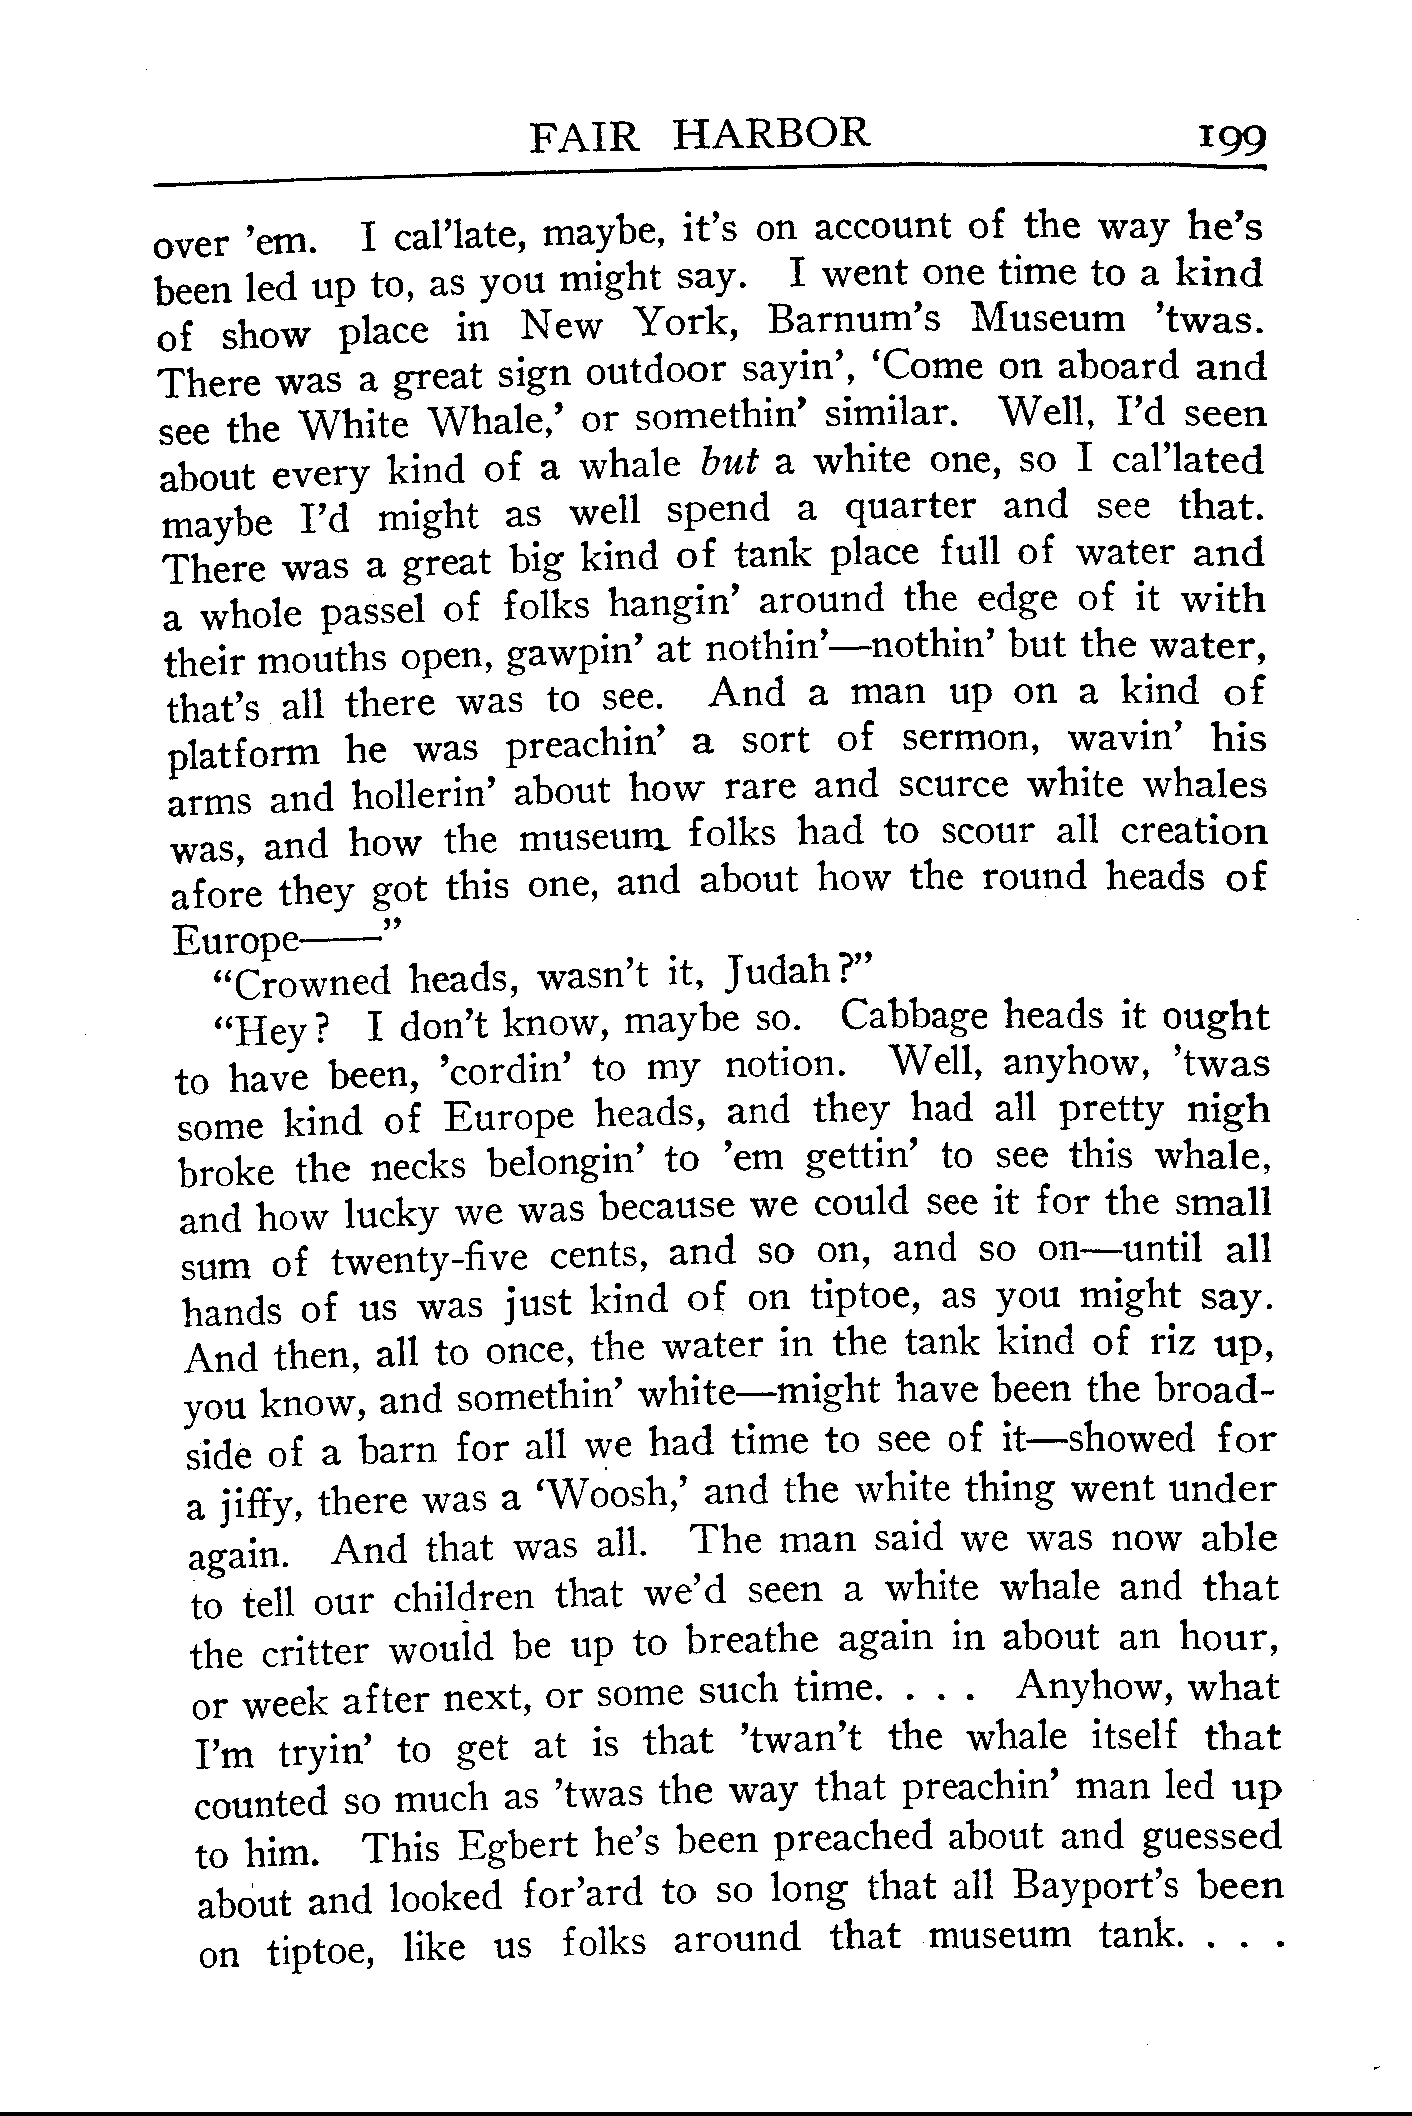 FAIR HARBOR 199
over 'em. I cal'late, maybe, it's on account of the way he's
been led up to, as you might say. I went one time to a kind
of show place in New York, Barnum's Museum 'twas.
There was a great sign outdoor sayin', 'Come on aboard and
see the White Whale,' or somethin' similar. Well, I'd seen
about every kind of a whale but a white one, so I cal'lated
maybe I'd might as well spend a quarter and see that.
There was a great big kind of tank place full of water and
a whole passel of folks hangin' around the edge of it with
their mouths open, gawpin' at nothin'—nothin' but the water,
that's all there was to see. And a man up on a kind of
platform he was preachin' a sort of sermon, wavin' his
arms and hollerin' about how rare and scurce white whales
was, and how the museum folks had to scour all creation
afore they got this one, and about how the round heads of
Europe——"
"Crowned heads, wasn't it, Judah?"
"Hey? I don't know, maybe so. Cabbage heads it ought
to have been, 'cordin' to my notion. Well, anyhow, 'twas
some kind of Europe heads, and they had all pretty nigh
broke the necks belongin' to 'em gettin' to see this whale,
and how lucky we was because we could see it for the small
sum of twenty-five cents, and so on, and so on—until all
hands of us was just kind of on tiptoe, as you might say.
And then, all to once, the water in the tank kind of riz up,
you know, and somethin' white—might have been the broad-
side of a barn for all we had time to see of it—showed for
a jiffy, there was a 'Woosh,' and the white thing went under
again. And that was all. The man said we was now able
to tell our children that we'd seen a white whale and that
the critter would be up to breathe again in about an hour,
or week after next, or some such time. . . . Anyhow, what
I'm tryin' to get at is that 'twan't the whale itself that
counted so much as 'twas the way that preachin' man led up
to him. This Egbert he's been preached about and guessed
about and looked for'ard to so long that all Bayport's been
on tiptoe, like us folks around that museum tank. . . .